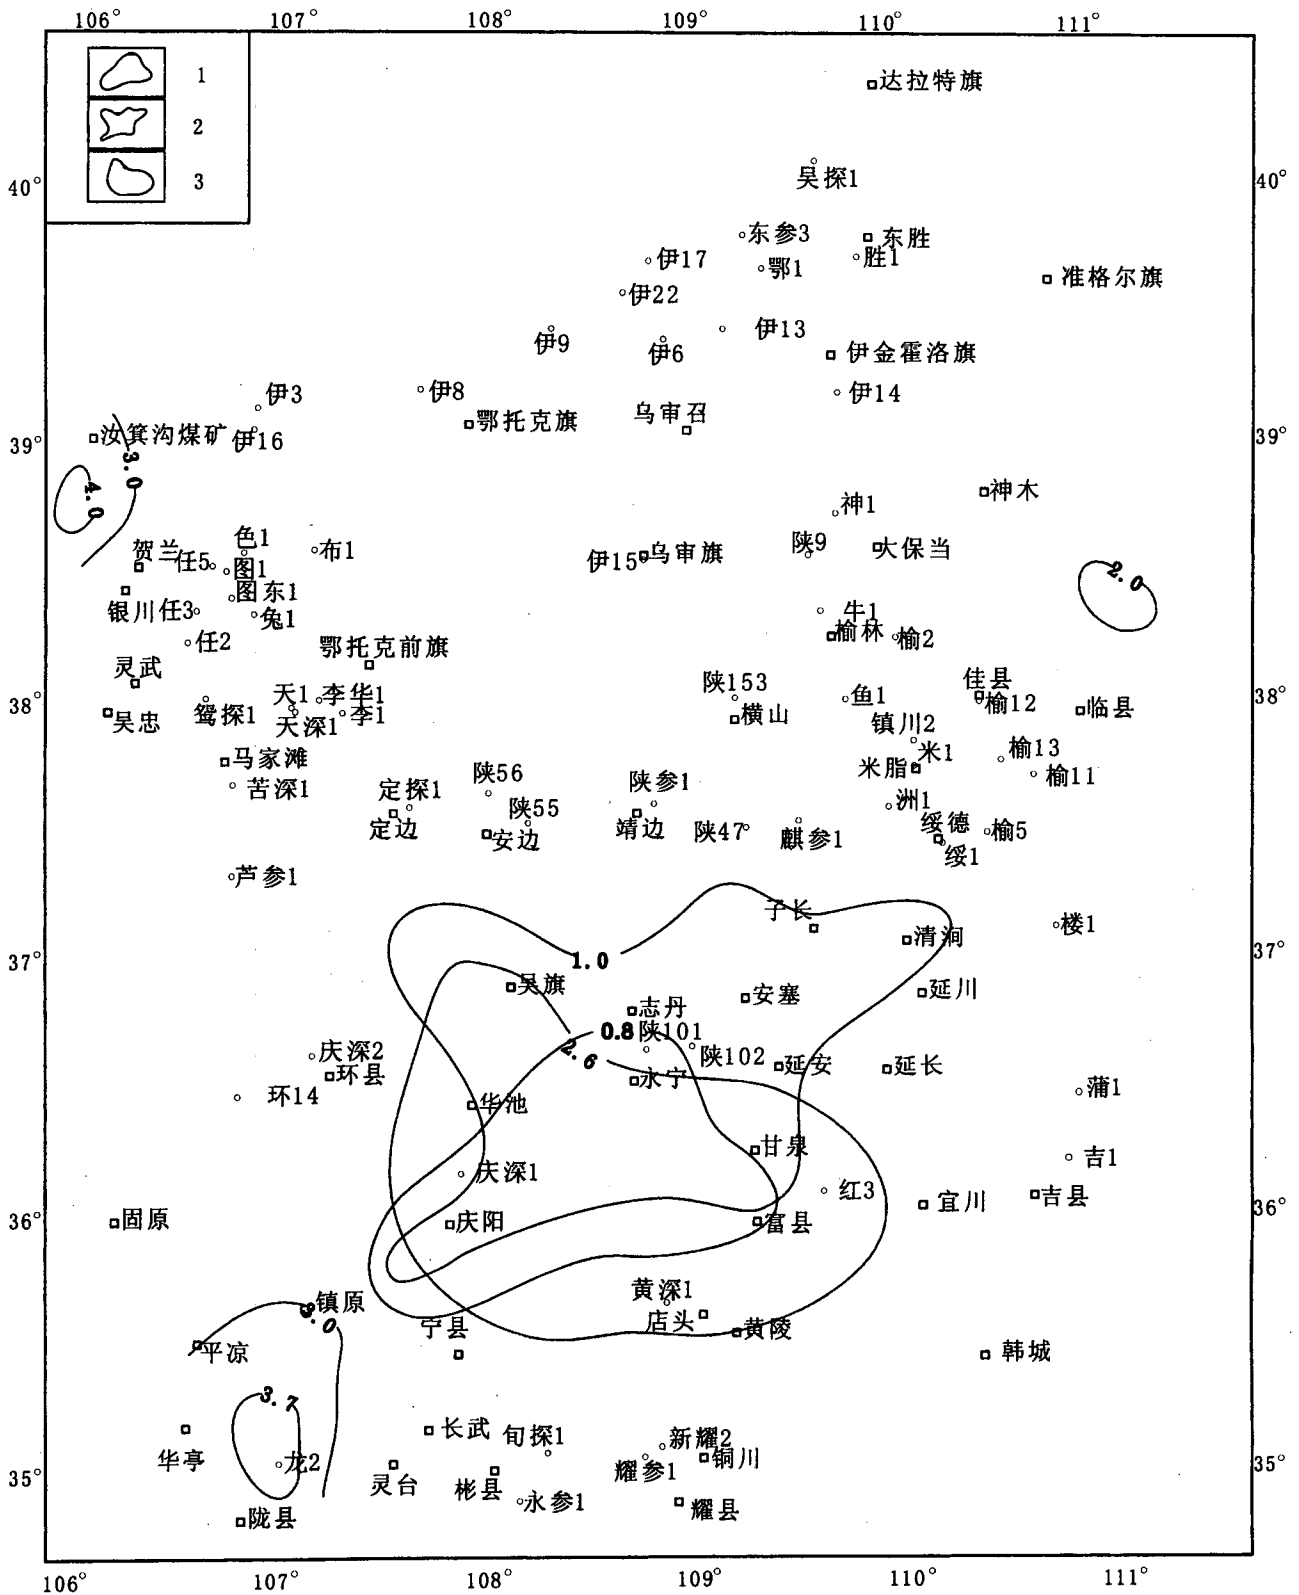 106° 107° 108° 109° 110° 111°
1
2
3
达拉特旗
40° 吴探1 40°
东参3 东胜
伊17 鄂1 胜1 准格尔旗
伊22
伊9 伊6 伊13 伊金霍洛旗
伊3 伊8 伊14
鄂托克旗 乌审召
39° 汝箕沟煤矿 伊16 39°
3.0
4.0
神木
神1
色1 陕9
贺兰 任5 图1 布1 伊15 乌审旗 大保当
2.0
图东1
银川 任3 兔1 牛1
任2 榆林 榆2
鄂托克前旗
灵武 佳县
38° 天1 李华1 陕153 鱼1 榆12 38°
吴忠 鸳探1 天深1 李1 横山 临县
镇川2
马家滩 米1 榆13
米脂 榆11
苦深1 定探1 陕56 陕参1
陕55 洲1
定边 安边 靖边 陕47 麒参1 绥德 榆5
绥1
芦参1
子长
清涧 楼1
37° 1.0 37°
吴旗 安塞 延川
志丹
0.8 陕101
庆深2 2.6 陕102 延安 延长
环县 永宁
环14 华池 蒲1
甘泉
庆深1 吉1
红3 宜川 吉县
36° 固原 庆阳 富县 36°
黄深1
镇原 店头
3.0 宁县 黄陵
平凉 韩城
3.7
长武 旬探1 新耀2
华亭 龙2 耀参1 铜川
35° 灵台 彬县 35°
永参1 耀县
陇县
106° 107° 108° 109° 110° 111°